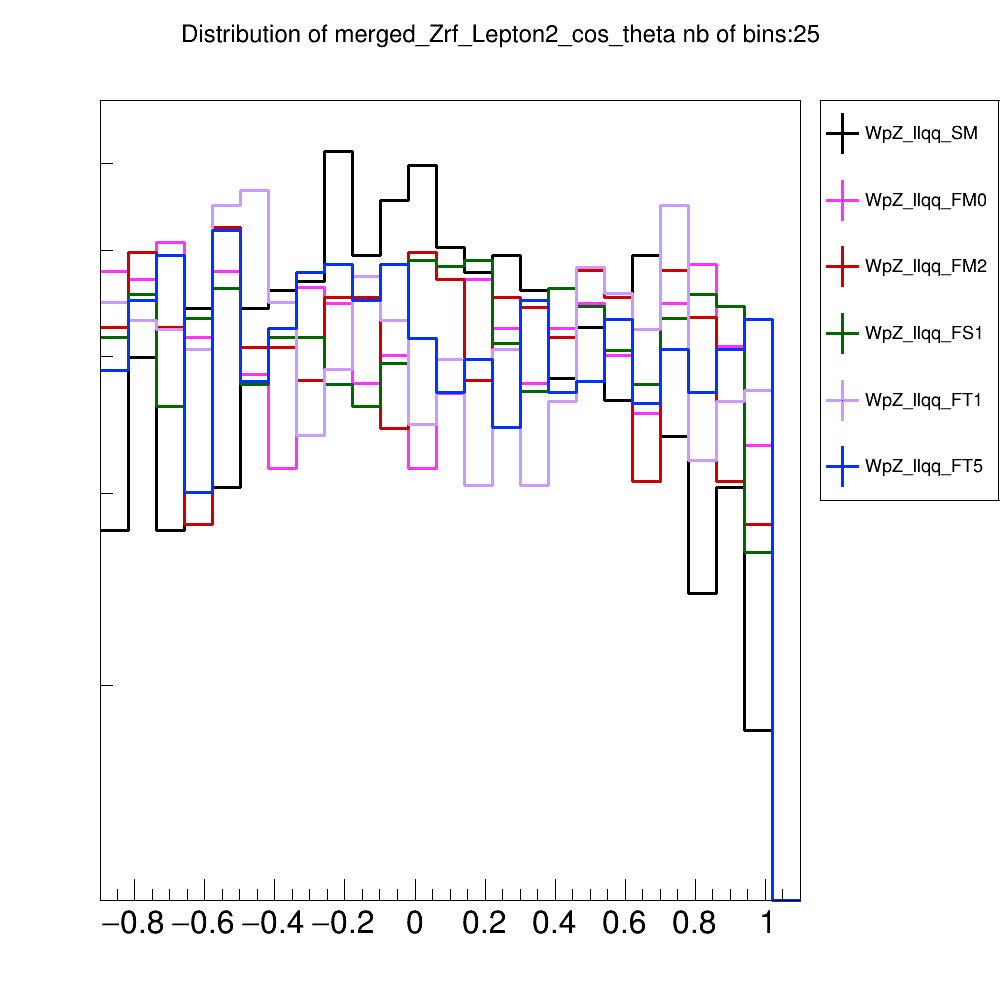 Distribution of merged_Zrf_Lepton2_cos_theta nb of bins:25
WpZ_llqq_SM
WpZ_llqq_FM0
WpZ_llqq_FM2
WpZ_llqq_FS1
WpZ_llqq_FT1
WpZ_llqq_FT5
−0.8 −0.6 −0.4 −0.2 0 0.2 0.4 0.6 0.8 1